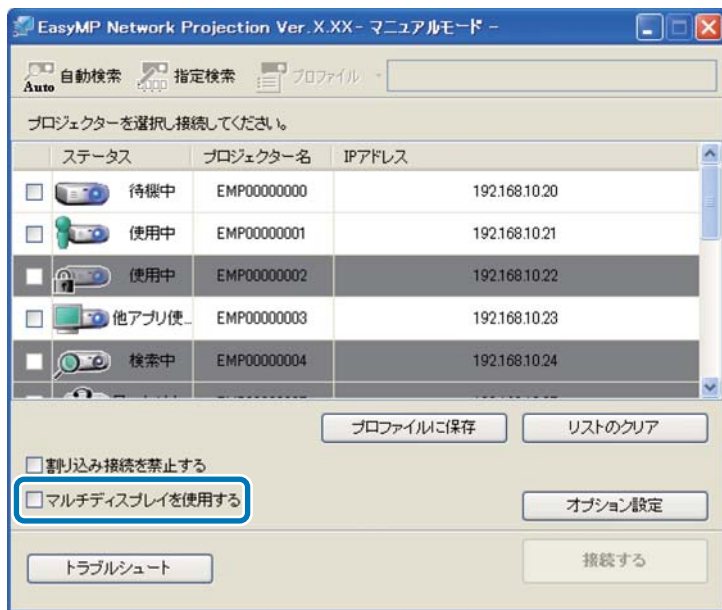 EasyMP Network Projection Ver.X.XX- マニュアルモード -
Auto 自動検索 指定検索 プロファイル
プロジェクターを選択し接続してください。
ステータス プロジェクター名 IPアドレス
待機中 EMP00000000 192.168.10.20
使用中 EMP00000001 192.168.10.21
使用中 EMP00000002 192.168.10.22
他アプリ使... EMP00000003 192.168.10.23
検索中 EMP00000004 192.168.10.24
プロファイルに保存 リストのクリア
割り込み接続を禁止する
マルチディスプレイを使用する オプション設定
トラブルシュート 接続する